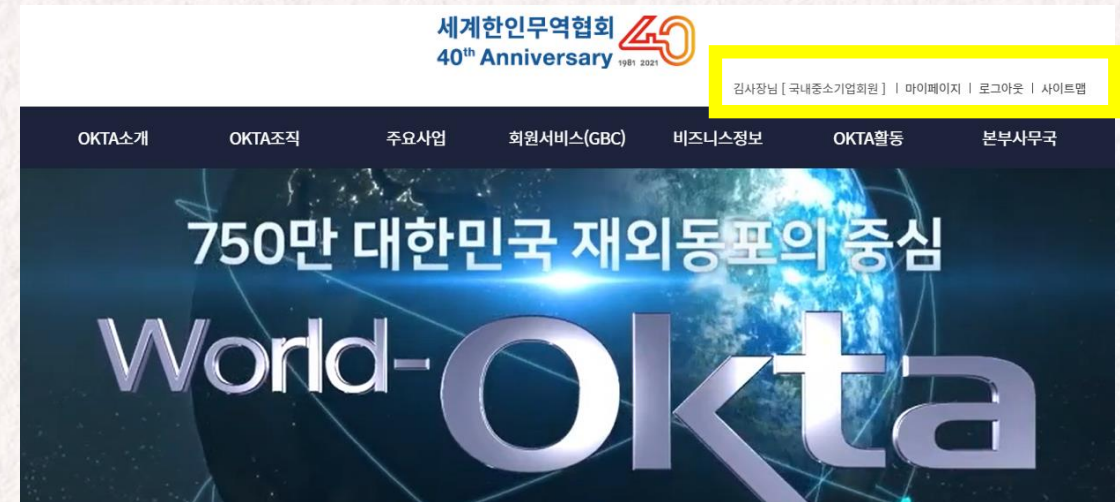 세계한인무역협회 40
40th Anniversary 1981 2021
김사장님 [ 국내중소기업회원 ] | 마이페이지 | 로그아웃 | 사이트맵
OKTA소개 OKTA조직 주요사업 회원서비스(GBC) 비즈니스정보 OKTA활동 본부사무국
750만 대한민국 재외동포의 중심
World-Okta